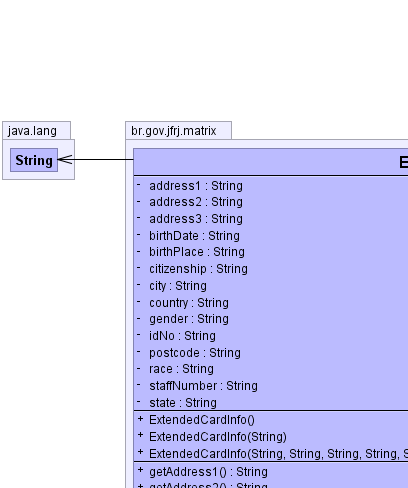 java.lang
br.gov.jfrj.matrix
String
E
- address1 : String
- address2 : String
- address3 : String
- birthDate : String
- birthPlace : String
- citizenship : String
- city : String
- country : String
- gender : String
- idNo : String
- postcode : String
- race : String
- staffNumber : String
- state : String
+ ExtendedCardInfo()
+ ExtendedCardInfo(String)
+ ExtendedCardInfo(String, String, String, String, S
+ getAddress1() : String
+ getAddress2() : String